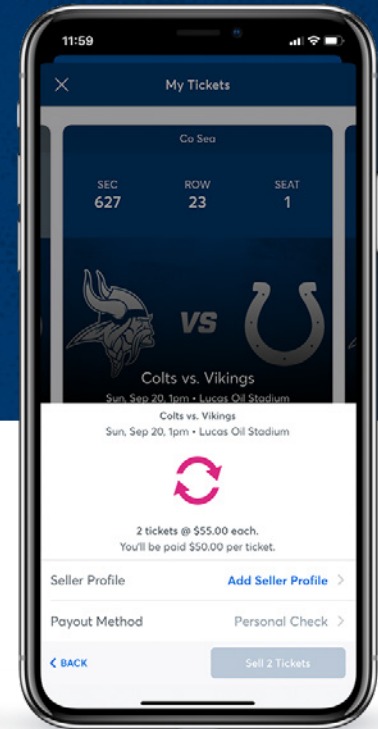 11:59
My Tickets
Co Sea
SEC ROW SEAT
627 23 1
VS
Colts vs. Vikings
Sun, Sep 20, 1pm • Lucas Oil Stadium
Colts vs. Vikings
Sun, Sep 20, 1pm • Lucas Oil Stadium
2 tickets @ $55.00 each.
You'll be paid $50.00 per ticket.
Seller Profile Add Seller Profile >
Payout Method Personal Check >
< BACK Sell 2 Tickets